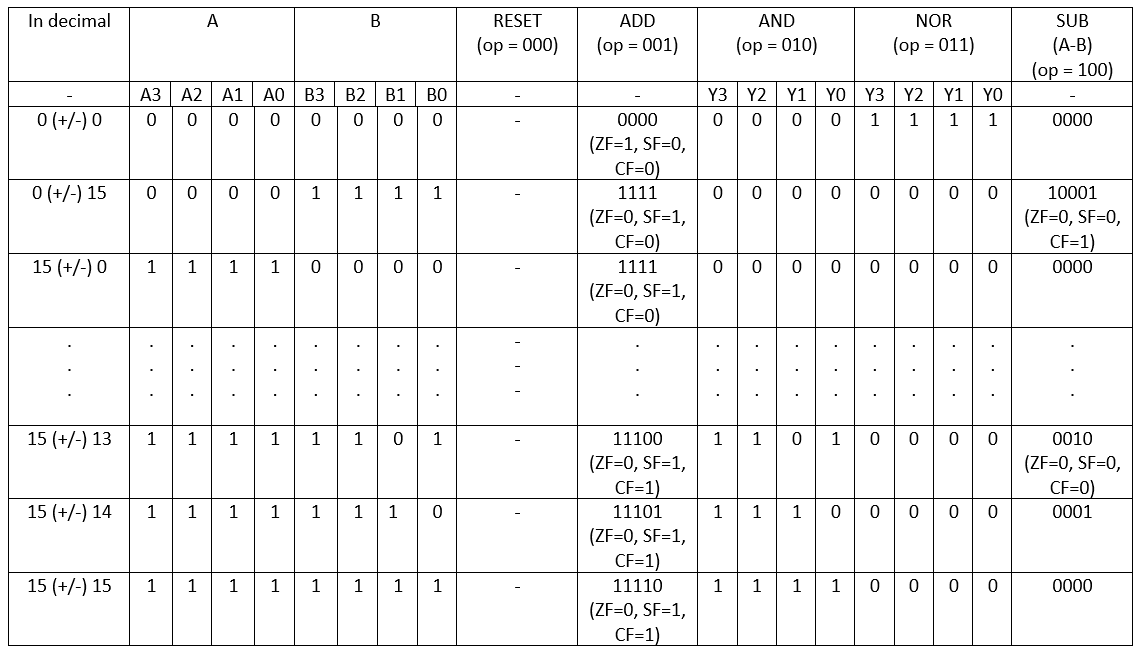 In decimal A B RESET ADD AND NOR SUB
(op = 000) (op = 001) (op = 010) (op = 011) (A-B)
(op = 100)
- A3 A2 A1 A0 B3 B2 B1 B0 - - Y3 Y2 Y1 Y0 Y3 Y2 Y1 Y0 -
0 (+/-) 0 0 0 0 0 0 0 0 0 - 0000 0 0 0 0 1 1 1 1 0000
(ZF=1, SF=0,
CF=0)
0 (+/-) 15 0 0 0 0 1 1 1 1 - 1111 0 0 0 0 0 0 0 0 10001
(ZF=0, SF=1, (ZF=0, SF=0,
CF=0) CF=1)
15 (+/-) 0 1 1 1 1 0 0 0 0 - 1111 0 0 0 0 0 0 0 0 0000
(ZF=0, SF=1,
CF=0)
. . . . . . . . . - . . . . . . . . . .
. . . . . . . . . - . . . . . . . . . .
. . . . . . . . . - . . . . . . . . . .
15 (+/-) 13 1 1 1 1 1 1 0 1 - 11100 1 1 0 1 0 0 0 0 0010
(ZF=0, SF=1, (ZF=0, SF=0,
CF=1) CF=0)
15 (+/-) 14 1 1 1 1 1 1 1 0 - 11101 1 1 1 0 0 0 0 0 0001
(ZF=0, SF=1,
CF=1)
15 (+/-) 15 1 1 1 1 1 1 1 1 - 11110 1 1 1 1 0 0 0 0 0000
(ZF=0, SF=1,
CF=1)